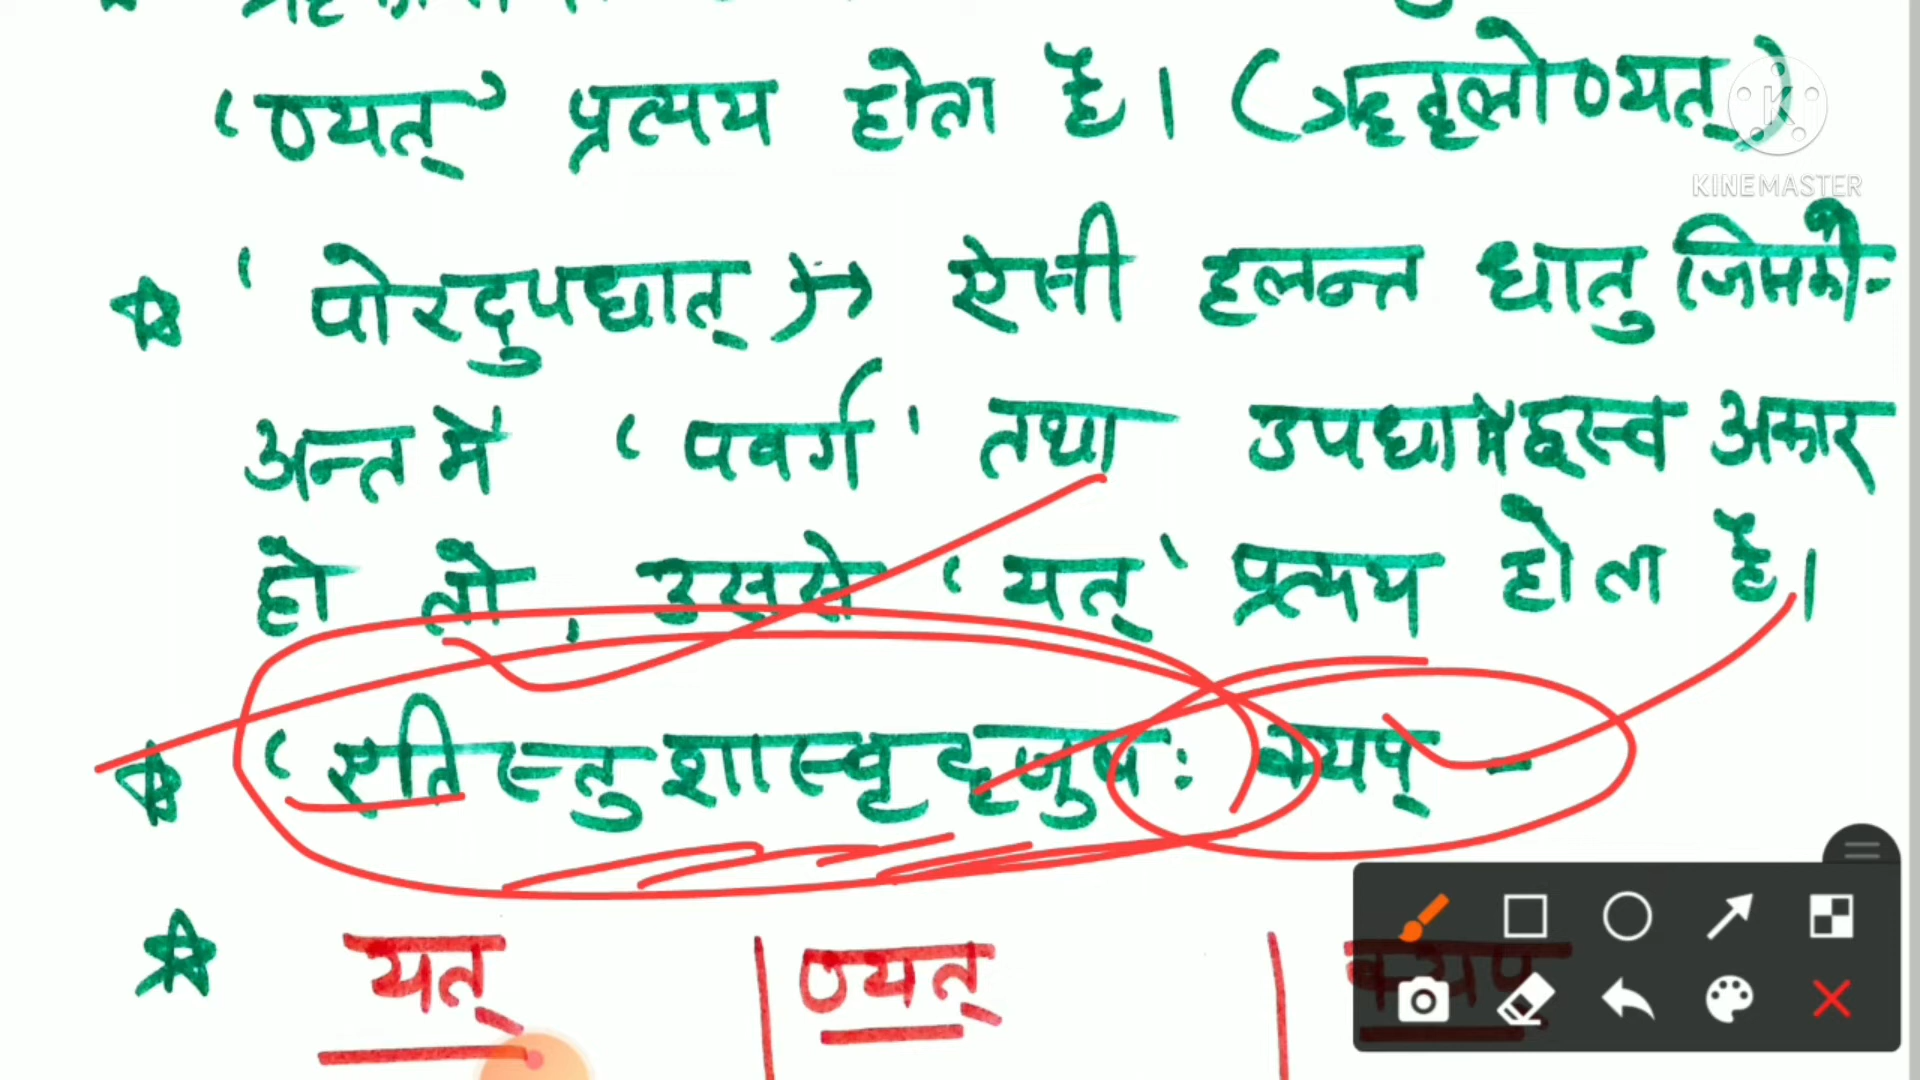 'ण्यत्' प्रत्यय होता है। (ऋहलोण्यत्)
KINEMASTER
'पोरदुपधात्)→ ऐसी हलन्त धातु जिसके-
अन्त मे 'पवर्ग' तथा उपधा मे ह्रस्व अकार
हो तो, उससे 'यत्' प्रत्यय होता है।
'एतिस्तुशास्वृदृजुषः क्यप् -
यत् | ण्यत् | क्यप्